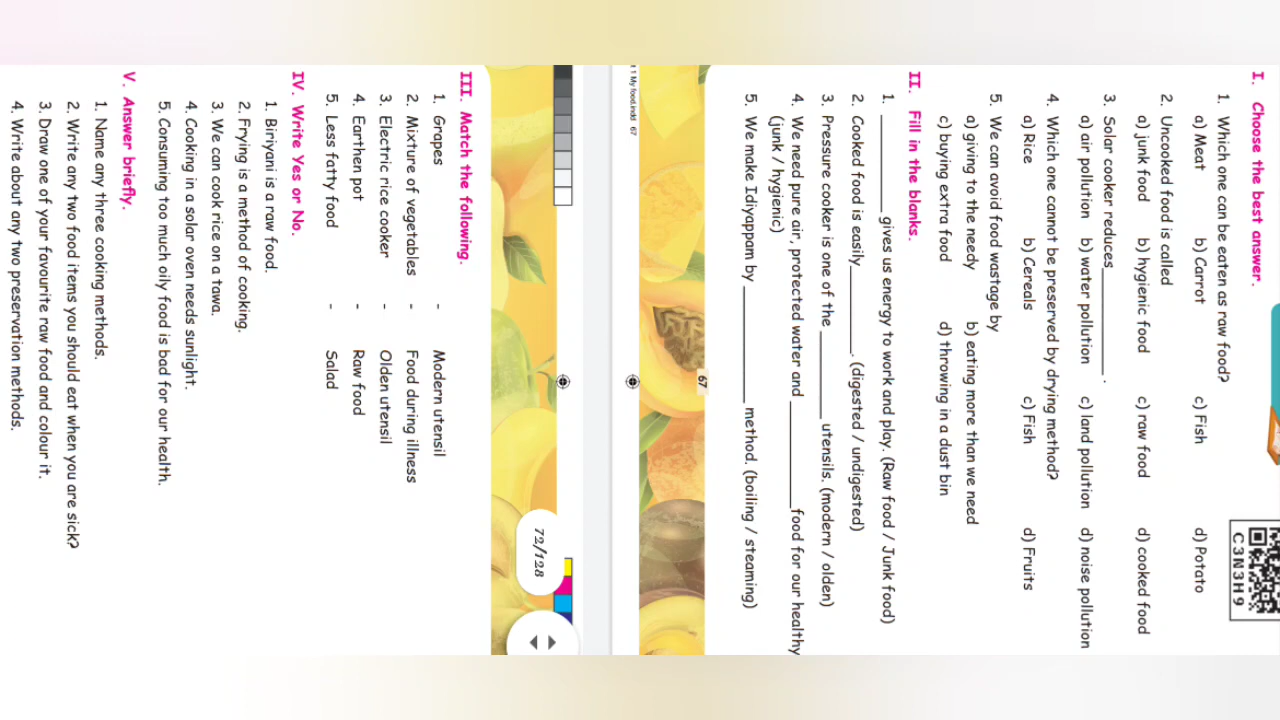 I. Choose the best answer.
1. Which one can be eaten as raw food?
a) Meat b) Carrot c) Fish d) Potato
2. Uncooked food is called
a) junk food b) hygienic food c) raw food d) cooked food
3. Solar cooker reduces____________.
a) air pollution b) water pollution c) land pollution d) noise pollution
4. Which one cannot be preserved by drying method?
a) Rice b) Cereals c) Fish d) Fruits
5. We can avoid food wastage by
a) giving to the needy b) eating more than we need
c) buying extra food d) throwing in a dust bin
C3N3H9
II. Fill in the blanks.
1. ____________ gives us energy to work and play. (Raw food / Junk food)
2. Cooked food is easily____________. (digested / undigested)
3. Pressure cooker is one of the ____________ utensils. (modern / olden)
4. We need pure air, protected water and ____________food for our healthy
(junk / hygienic)
5. We make Idiyappam by ____________ method. (boiling / steaming)
67
1 My food.indd 67
72/128
III. Match the following.
1. Grapes - Modern utensil
2. Mixture of vegetables - Food during illness
3. Electric rice cooker - Olden utensil
4. Earthen pot - Raw food
5. Less fatty food - Salad
IV. Write Yes or No.
1. Biriyani is a raw food.
2. Frying is a method of cooking.
3. We can cook rice on a tawa.
4. Cooking in a solar oven needs sunlight.
5. Consuming too much oily food is bad for our health.
V. Answer briefly.
1. Name any three cooking methods.
2. Write any two food items you should eat when you are sick?
3. Draw one of your favourite raw food and colour it.
4. Write about any two preservation methods.